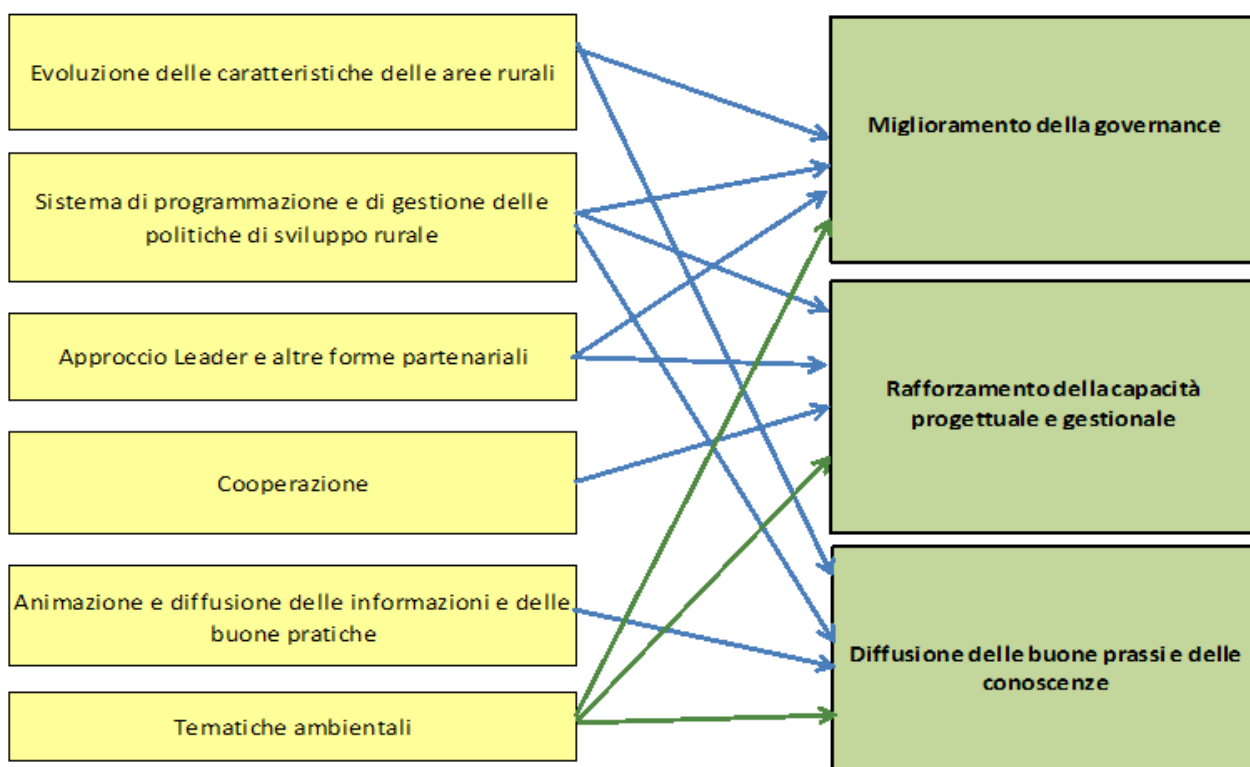 Evoluzione delle caratteristiche delle aree rurali
Sistema di programmazione e di gestione delle
politiche di sviluppo rurale
Approccio Leader e altre forme partenariali
Cooperazione
Animazione e diffusione delle informazioni e delle
buone pratiche
Tematiche ambientali
Miglioramento della governance
Rafforzamento della capacità
progettuale e gestionale
Diffusione delle buone prassi e delle
conoscenze